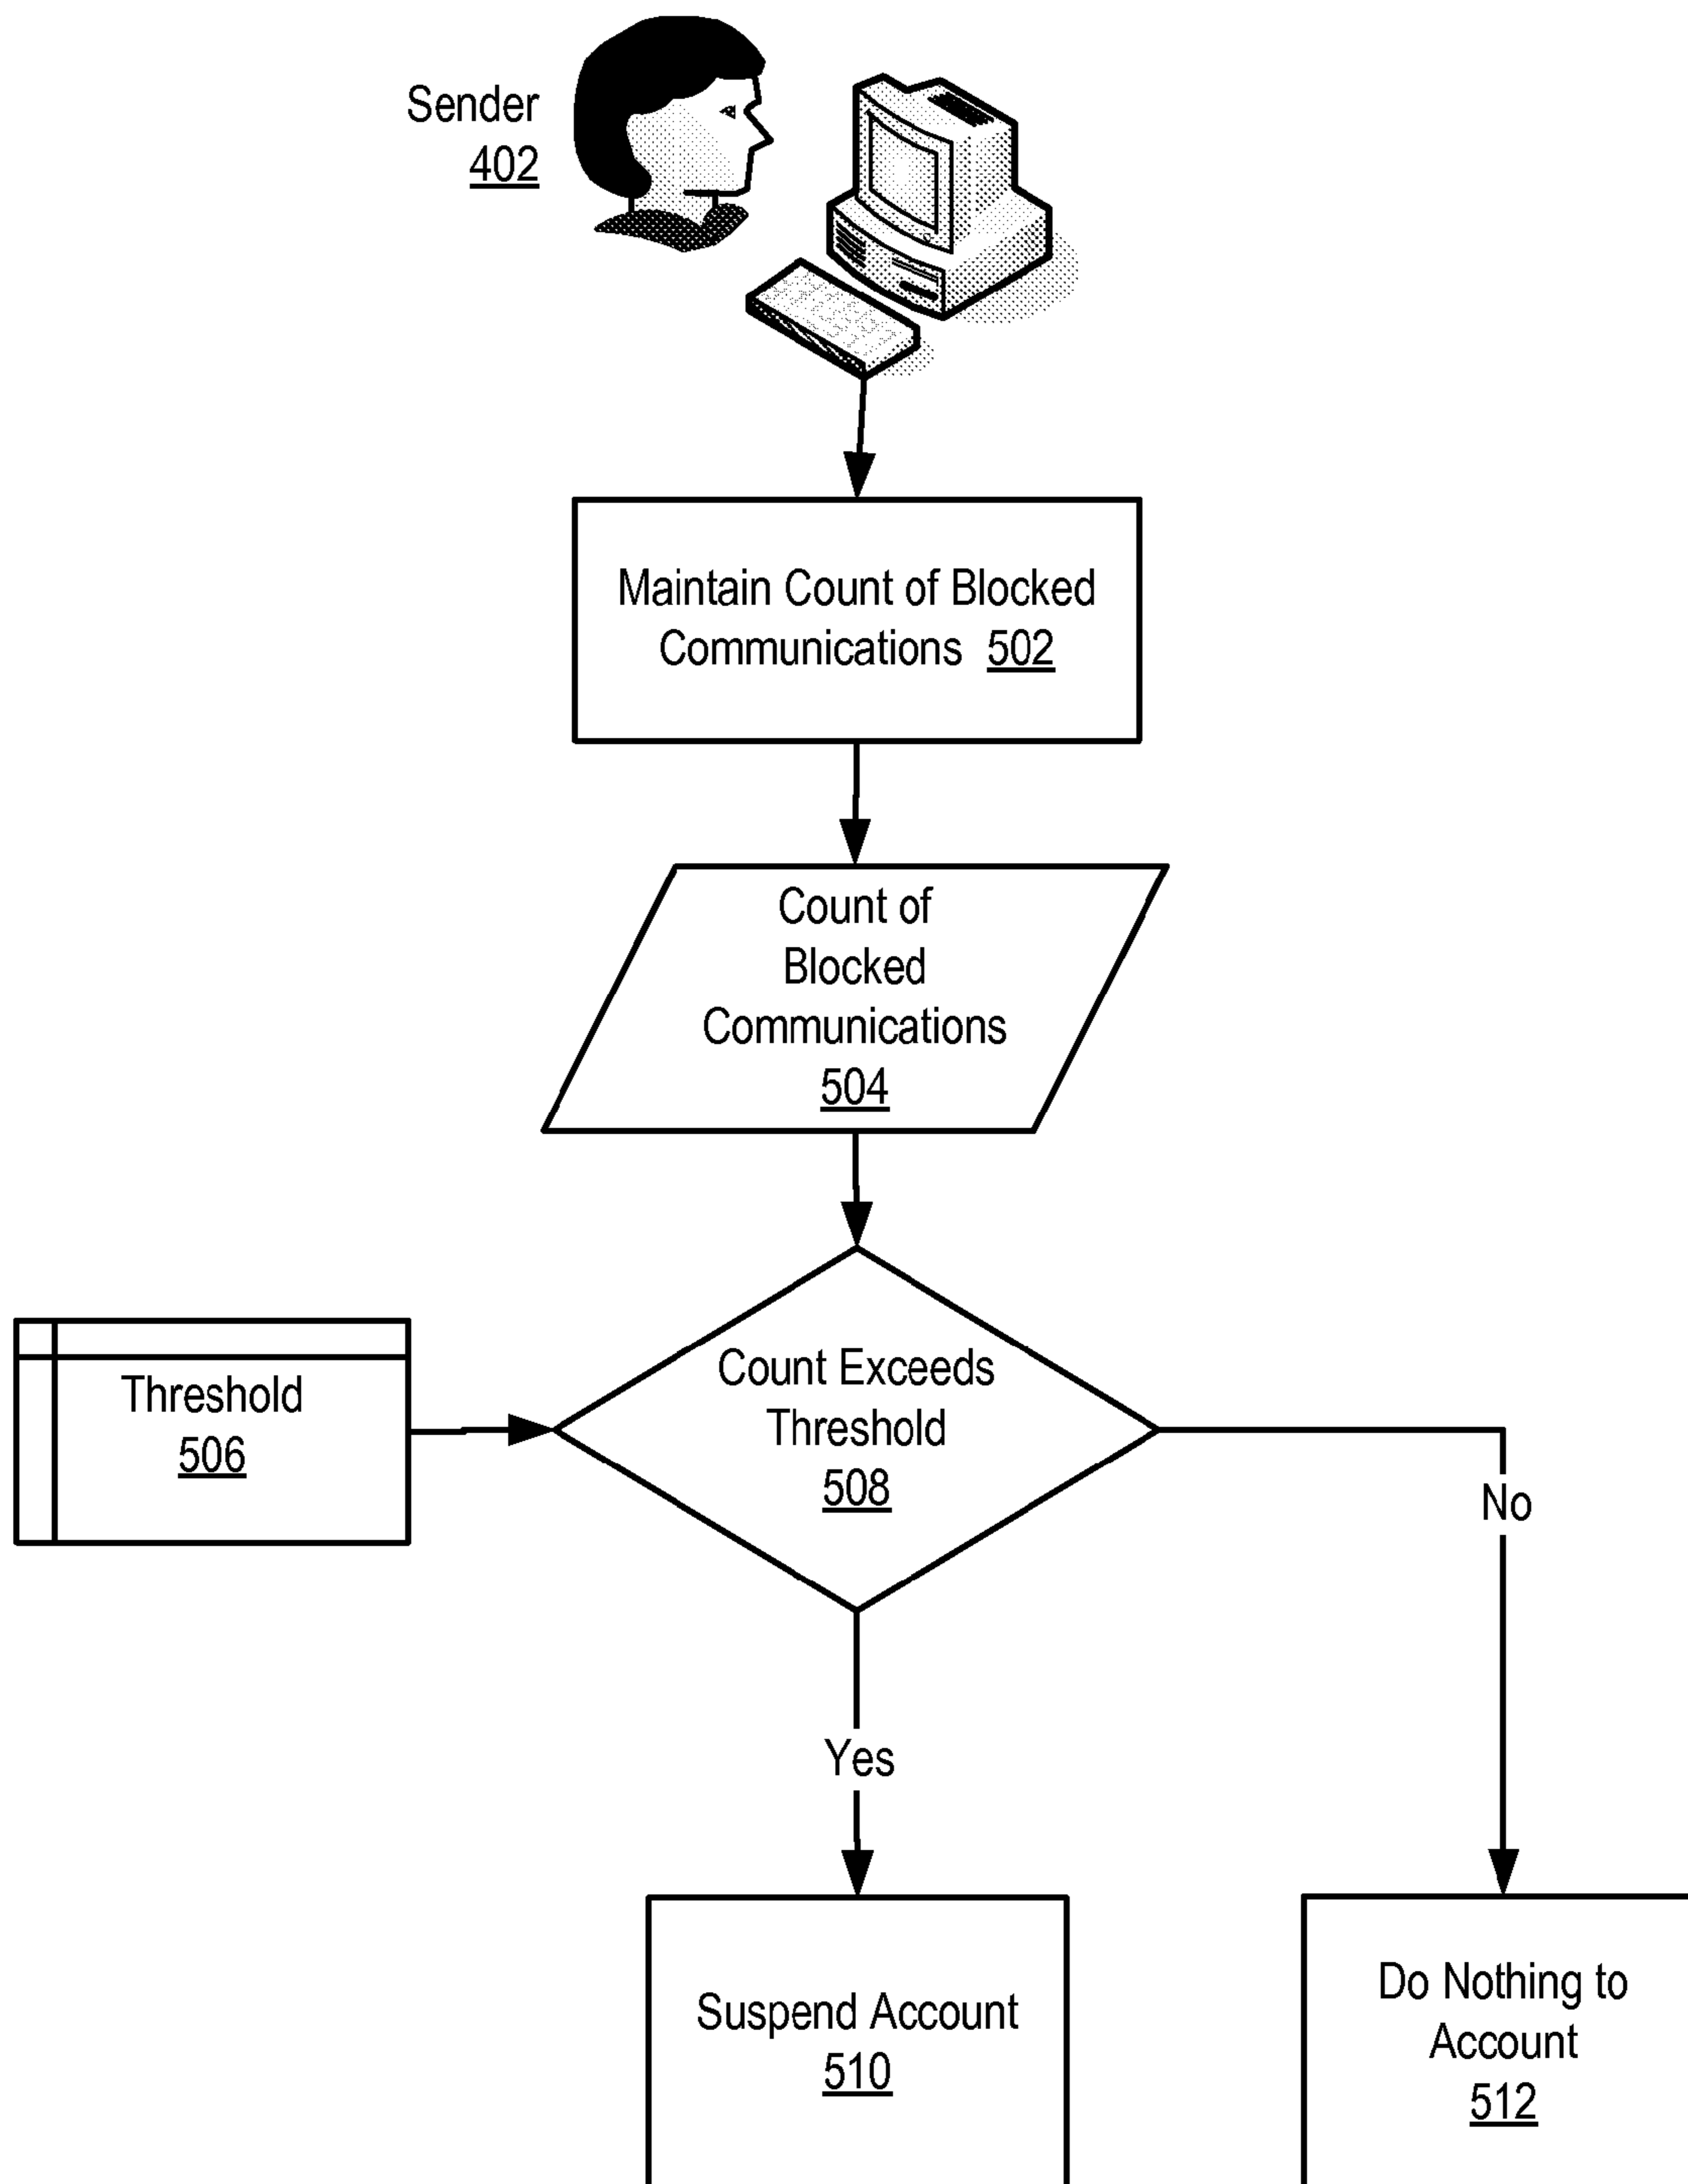 Sender
402
Maintain Count of Blocked
Communications 502
Count of
Blocked
Communications
504
Threshold
506
Count Exceeds
Threshold
508
No
Yes
Suspend Account
510
Do Nothing to
Account
512